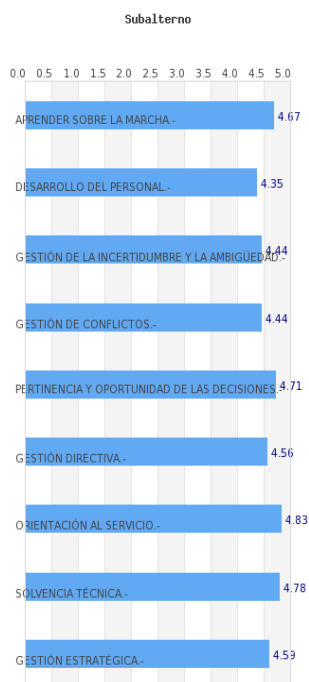 Subalterno
0.0 0.5 1.0 1.5 2.0 2.5 3.0 3.5 4.0 4.5 5.0
APRENDER SOBRE LA MARCHA.- 4.67
DESARROLLO DEL PERSONAL.- 4.35
4.44
GESTIÓN DE LA INCERTIDUMBRE Y LA AMBIGÜEDAD.-
GESTIÓN DE CONFLICTOS.- 4.44
PERTINENCIA Y OPORTUNIDAD DE LAS DECISIONES.- 4.71
GESTIÓN DIRECTIVA.- 4.56
ORIENTACIÓN AL SERVICIO.- 4.83
SOLVENCIA TÉCNICA.- 4.78
GESTIÓN ESTRATÉGICA.- 4.59